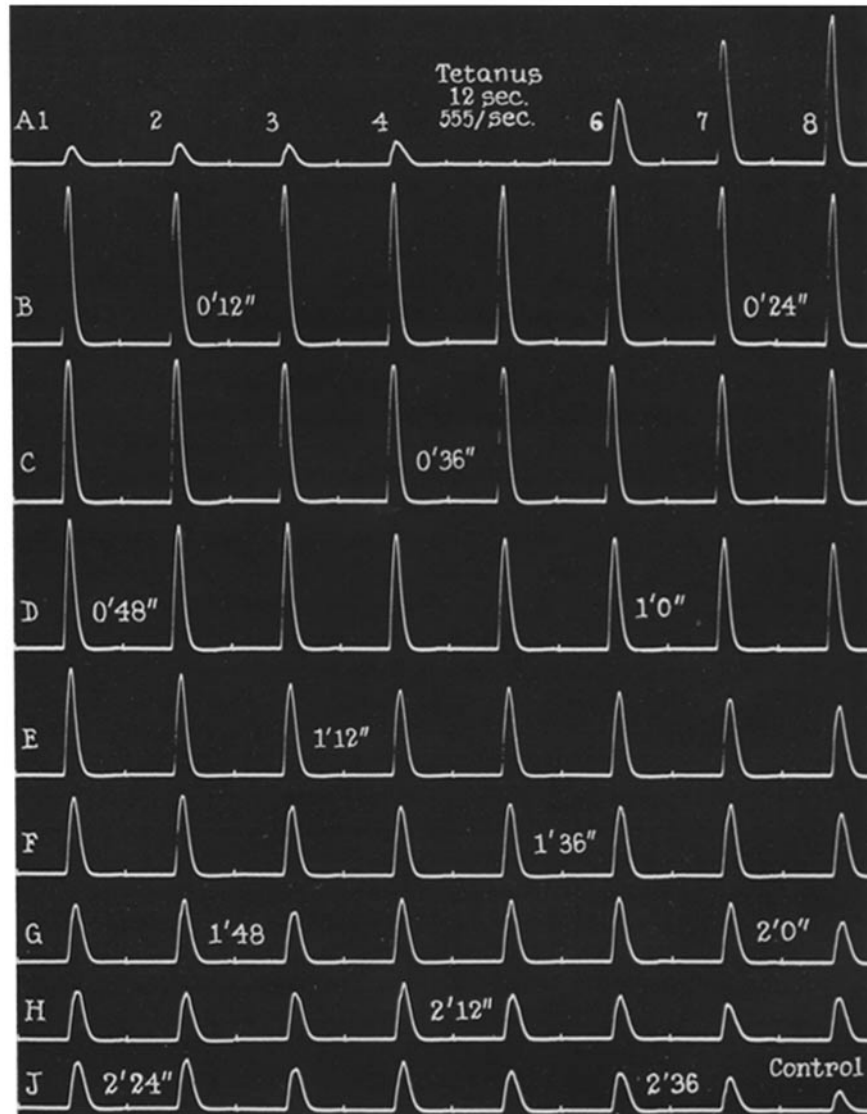 Tetanus
12 sec.
555/sec.
A1 2 3 4 6 7 8
B 0'12" 0'24"
C 0'36"
D 0'48" 1'0"
E 1'12"
F 1'36"
G 1'48 2'0"
H 2'12"
J 2'24" 2'36 Control